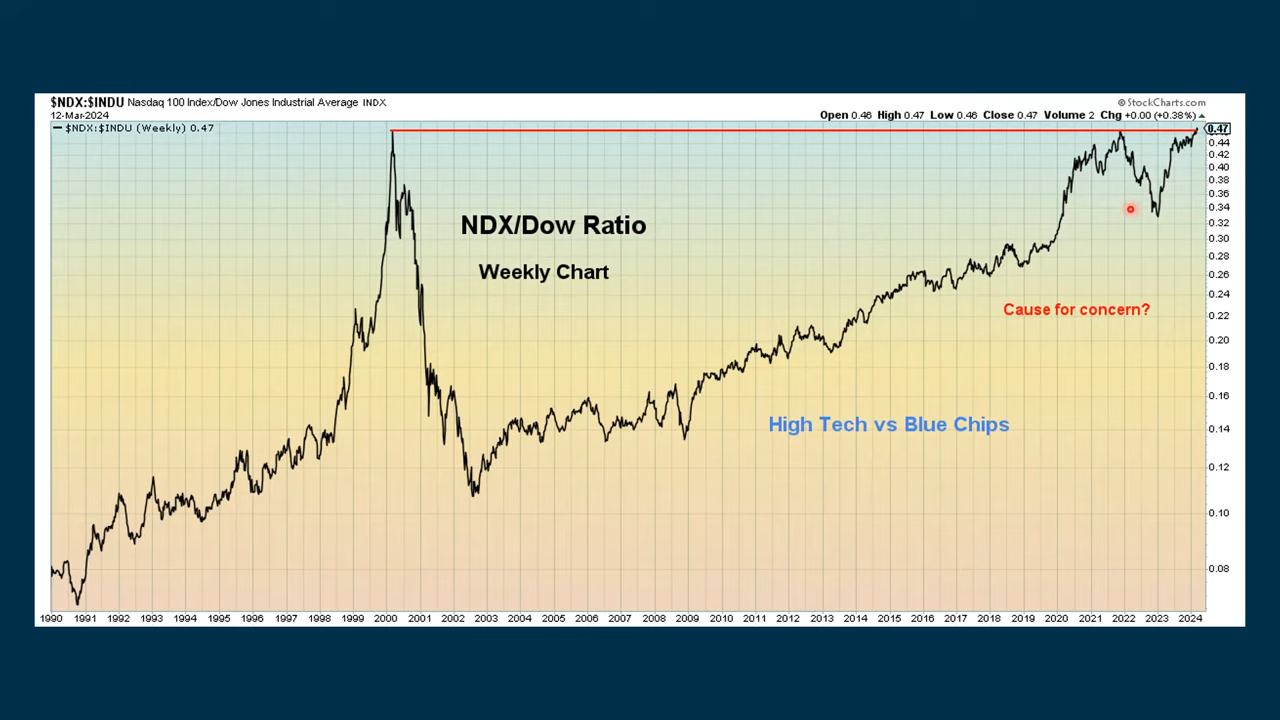 $NDX:$INDU Nasdaq 100 Index/Dow Jones Industrial Average INDX
© StockCharts.com
12-Mar-2024
Open 0.46 High 0.47 Low 0.46 Close 0.47 Volume 2 Chg +0.00 (+0.38%)
$NDX:$INDU (Weekly) 0.47
0.47
0.44
0.42
0.40
0.38
0.36
0.34
0.32
0.30
0.28
0.26
0.24
0.22
0.20
0.18
0.16
0.14
0.12
0.10
0.08
NDX/Dow Ratio
Weekly Chart
Cause for concern?
High Tech vs Blue Chips
1990 1991 1992 1993 1994 1995 1996 1997 1998 1999 2000 2001 2002 2003 2004 2005 2006 2007 2008 2009 2010 2011 2012 2013 2014 2015 2016 2017 2018 2019 2020 2021 2022 2023 2024